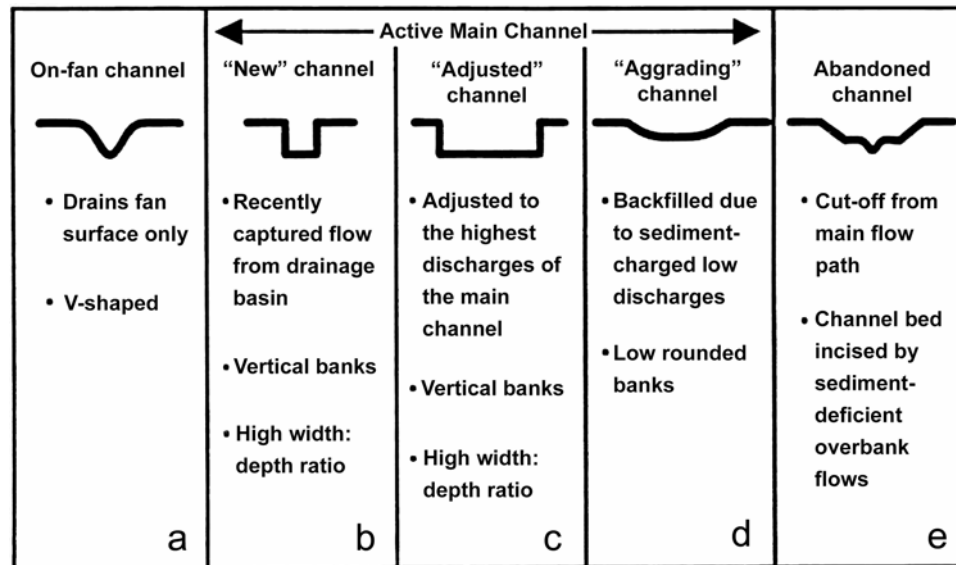 Active Main Channel
On-fan channel
• Drains fan
surface only
• V-shaped
a
“New” channel
• Recently
captured flow
from drainage
basin
• Vertical banks
• High width:
depth ratio
b
“Adjusted”
channel
• Adjusted to
the highest
discharges of
the main
channel
• Vertical banks
• High width:
depth ratio
c
“Aggrading”
channel
• Backfilled due
to sediment-
charged low
discharges
• Low rounded
banks
d
Abandoned
channel
• Cut-off from
main flow
path
• Channel bed
incised by
sediment-
deficient
overbank
flows
e